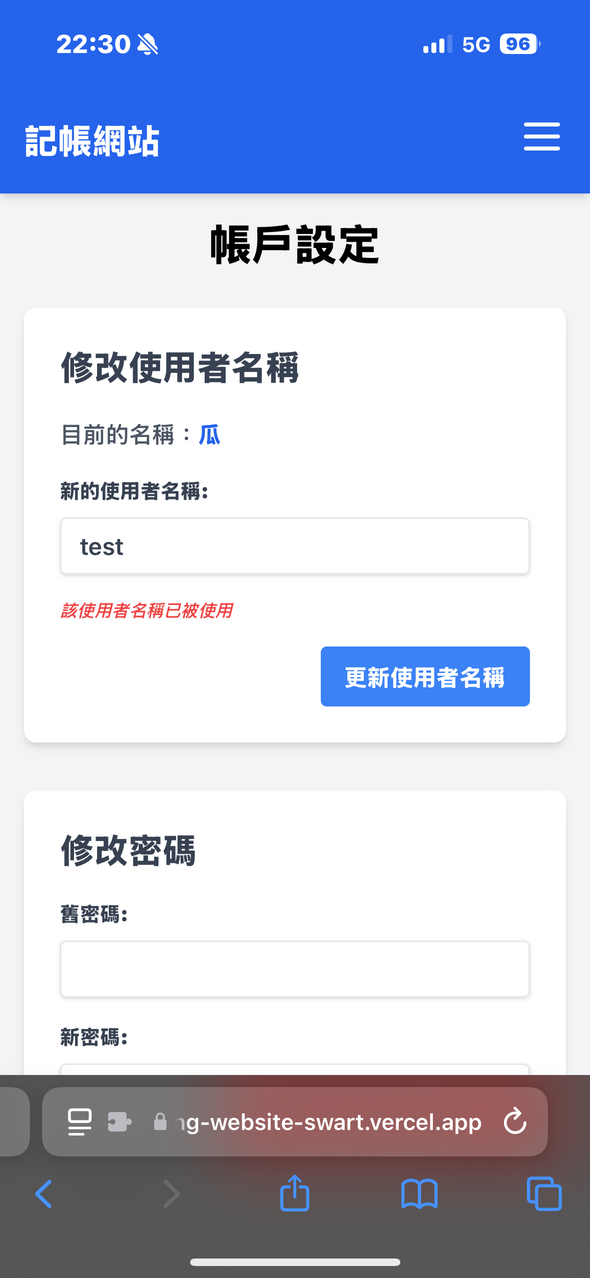 22:30
5G 96
記帳網站
帳戶設定
修改使用者名稱
目前的名稱：瓜
新的使用者名稱:
test
該使用者名稱已被使用
更新使用者名稱
修改密碼
舊密碼:
新密碼:
ng-website-swart.vercel.app